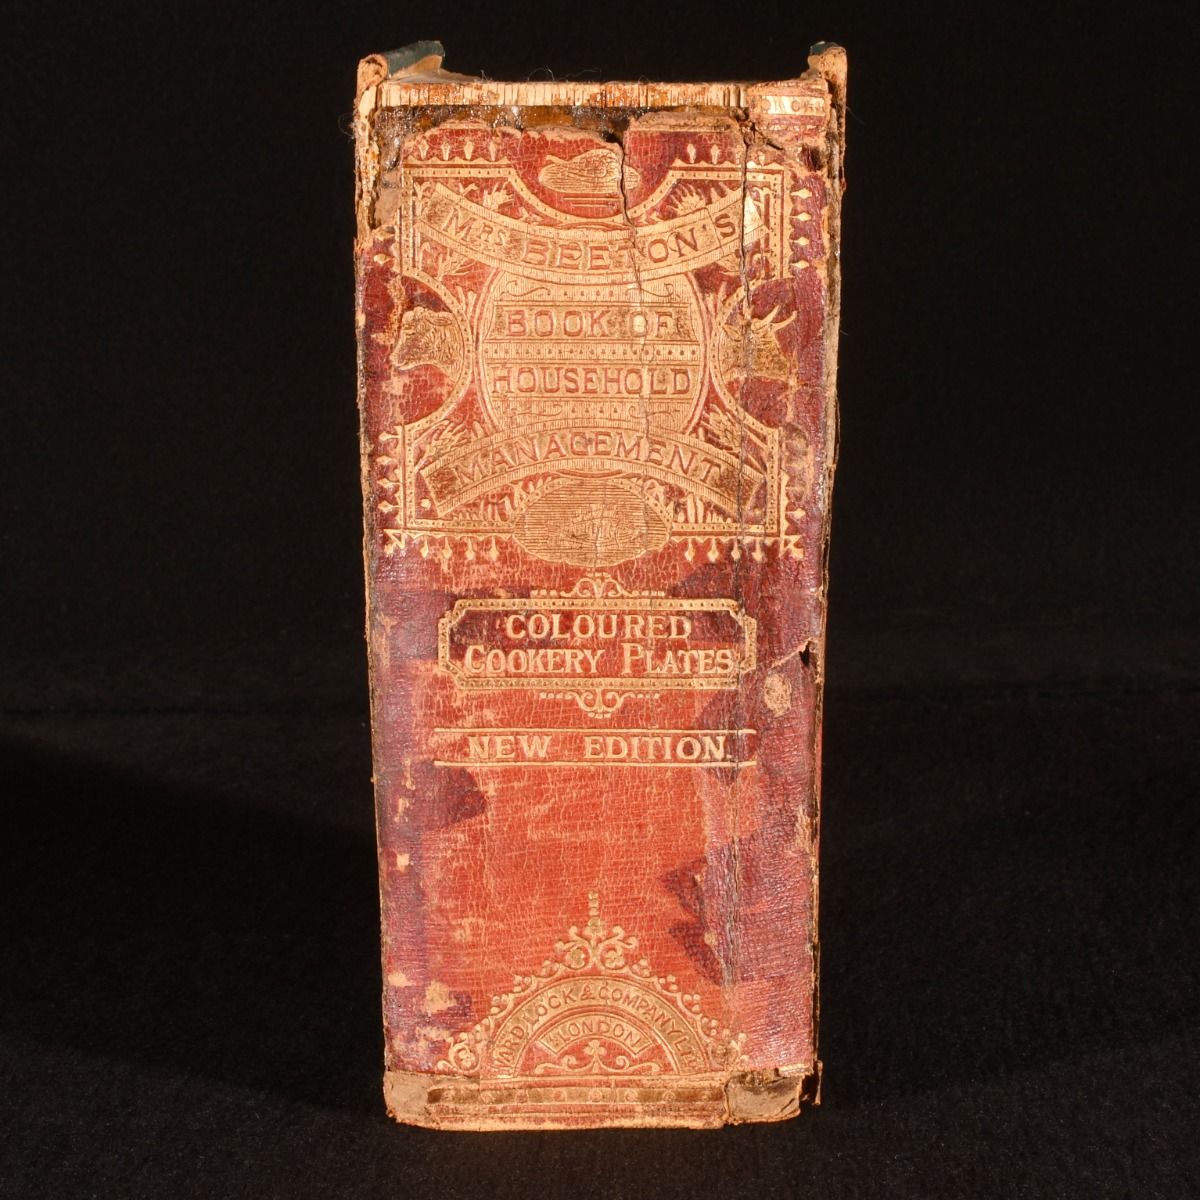 MRS BEETON'S
BOOK OF
HOUSEHOLD
MANAGEMENT
COLOURED
COOKERY PLATES
NEW EDITION
WARD LOCK & COMPANY LTD
LONDON